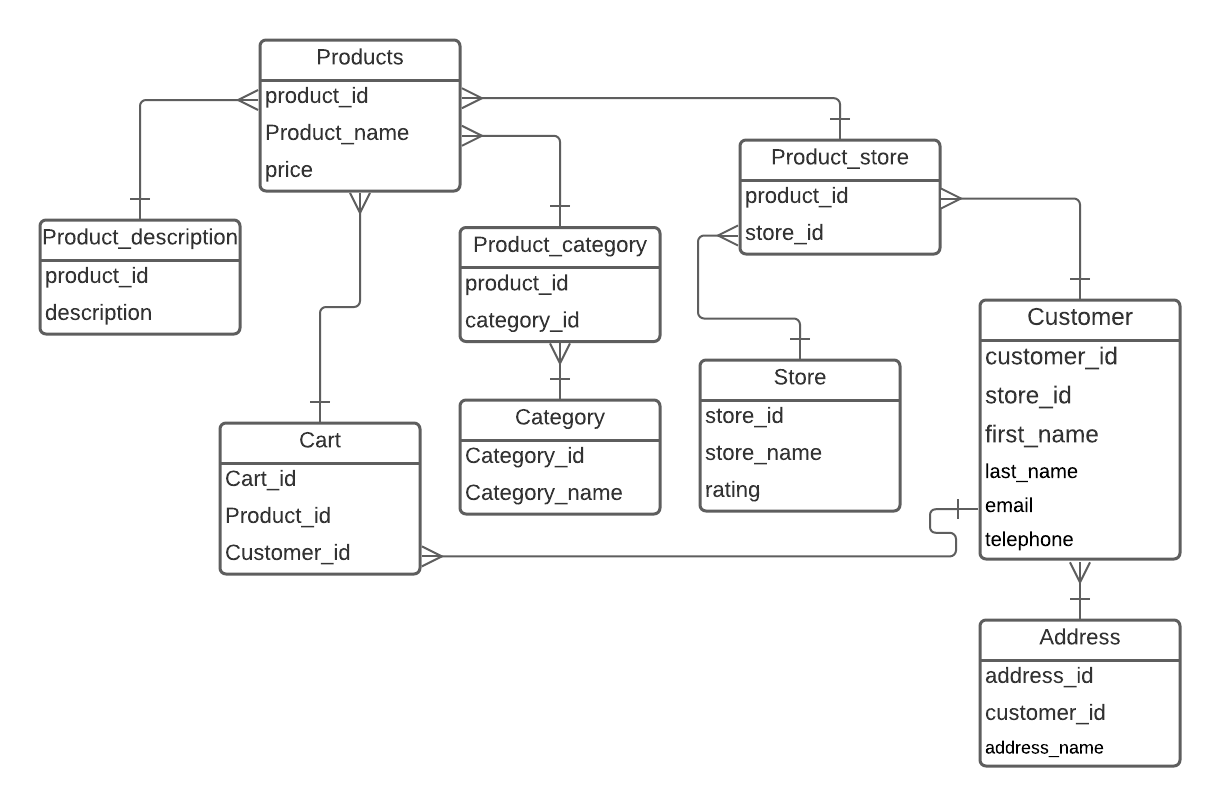 Products
product_id
Product_name
price
Product_description
product_id
description
Product_category
product_id
category_id
Product_store
product_id
store_id
Cart
Cart_id
Product_id
Customer_id
Category
Category_id
Category_name
Store
store_id
store_name
rating
Customer
customer_id
store_id
first_name
last_name
email
telephone
Address
address_id
customer_id
address_name